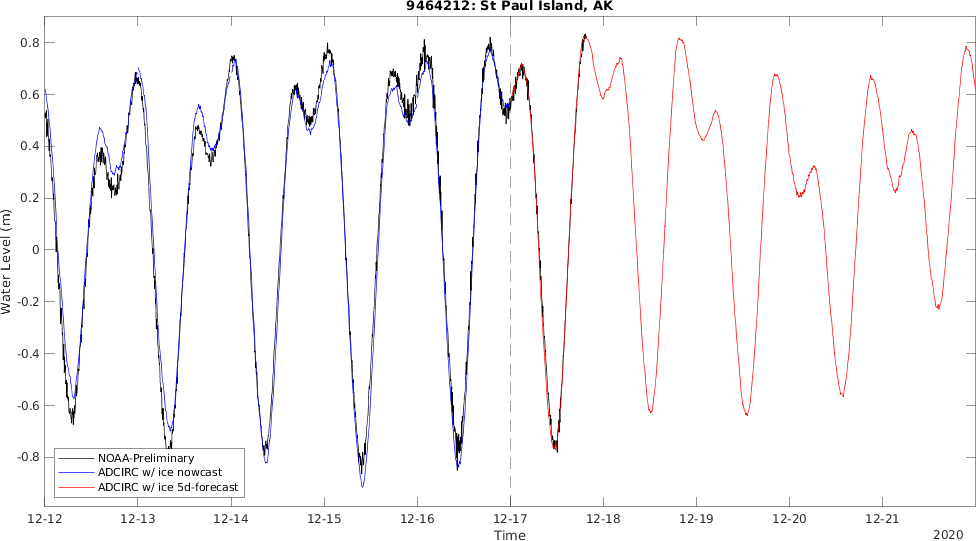 9464212: St Paul Island, AK
Water Level (m)
0.8
0.6
0.4
0.2
0
-0.2
-0.4
-0.6
-0.8
NOAA-Preliminary
ADCIRC w/ ice nowcast
ADCIRC w/ ice 5d-forecast
12-12 12-13 12-14 12-15 12-16 12-17 12-18 12-19 12-20 12-21
Time
2020